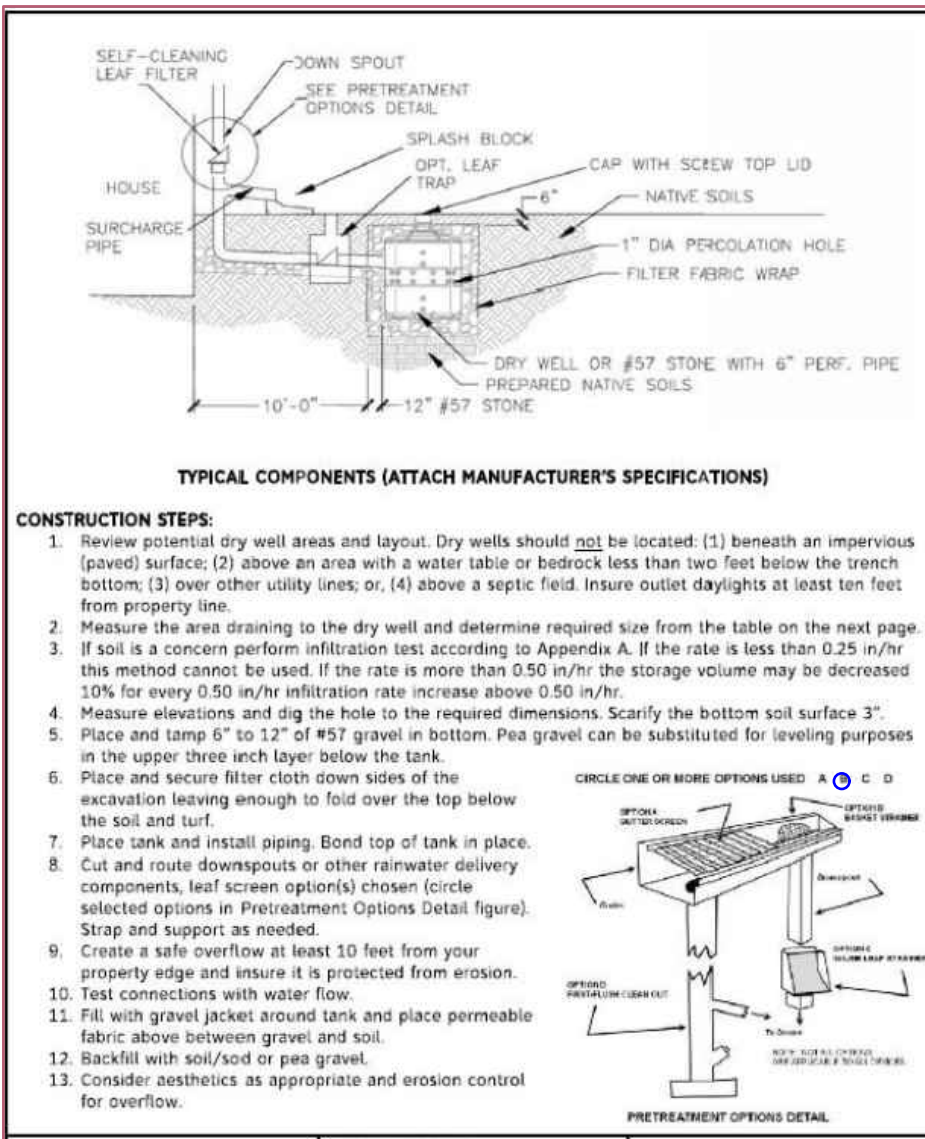 SELF-CLEANING
LEAF FILTER
DOWN SPOUT
SEE PRETREATMENT
OPTIONS DETAIL
SPLASH BLOCK
OPT. LEAF
TRAP
CAP WITH SCREW TOP LID
HOUSE
6"
NATIVE SOILS
SURCHARGE
PIPE
1" DIA PERCOLATION HOLE
FILTER FABRIC WRAP
DRY WELL OR #57 STONE WITH 6" PERF. PIPE
PREPARED NATIVE SOILS
10'-0"
12" #57 STONE
TYPICAL COMPONENTS (ATTACH MANUFACTURER'S SPECIFICATIONS)
CONSTRUCTION STEPS:
1. Review potential dry well areas and layout. Dry wells should not be located: (1) beneath an impervious
(paved) surface; (2) above an area with a water table or bedrock less than two feet below the trench
bottom; (3) over other utility lines; or, (4) above a septic field. Insure outlet daylights at least ten feet
from property line.
2. Measure the area draining to the dry well and determine required size from the table on the next page.
3. If soil is a concern perform infiltration test according to Appendix A. If the rate is less than 0.25 in/hr
this method cannot be used. If the rate is more than 0.50 in/hr the storage volume may be decreased
10% for every 0.50 in/hr infiltration rate increase above 0.50 in/hr.
4. Measure elevations and dig the hole to the required dimensions. Scarify the bottom soil surface 3".
5. Place and tamp 6" to 12" of #57 gravel in bottom. Pea gravel can be substituted for leveling purposes
in the upper three inch layer below the tank.
6. Place and secure filter cloth down sides of the
excavation leaving enough to fold over the top below
the soil and turf.
7. Place tank and install piping. Bond top of tank in place.
8. Cut and route downspouts or other rainwater delivery
components, leaf screen option(s) chosen (circle
selected options in Pretreatment Options Detail figure).
Strap and support as needed.
9. Create a safe overflow at least 10 feet from your
property edge and insure it is protected from erosion.
10. Test connections with water flow.
11. Fill with gravel jacket around tank and place permeable
fabric above between gravel and soil.
12. Backfill with soil/sod or pea gravel.
13. Consider aesthetics as appropriate and erosion control
for overflow.
CIRCLE ONE OR MORE OPTIONS USED A B C D
OPTION A
GUTTER SCREEN
OPTION B
BASKET STRAINER
Gutter
Downspout
OPTION C
OPTION D
FIRST FLUSH CLEAN OUT
NOTE: NOT ALL OPTIONS
PRETREATMENT OPTIONS DETAIL